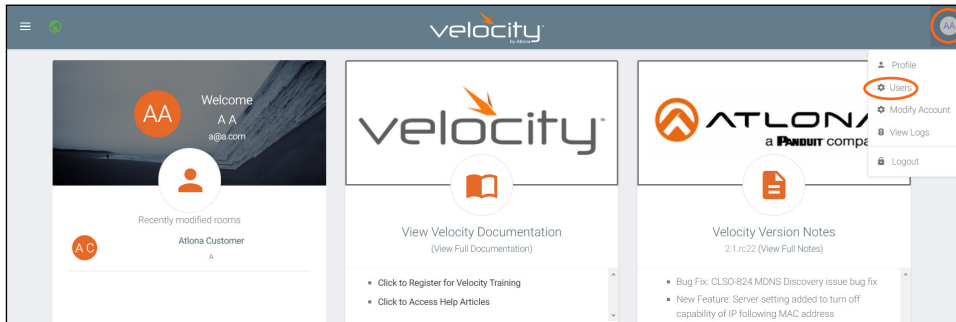 velocity
by Atlona
AA
Profile
Users
Modify Account
View Logs
Logout
AA
Welcome
A A
a@a.com
Recently modified rooms
A C
Atlona Customer
A
velocity
View Velocity Documentation
(View Full Documentation)
Click to Register for Velocity Training
Click to Access Help Articles
ATLONA
a PANDUIT compa
Velocity Version Notes
2.1.rc22 (View Full Notes)
Bug Fix: CLSO-824 MDNS Discovery issue bug fix
New Feature: Server setting added to turn off
capability of IP following MAC address